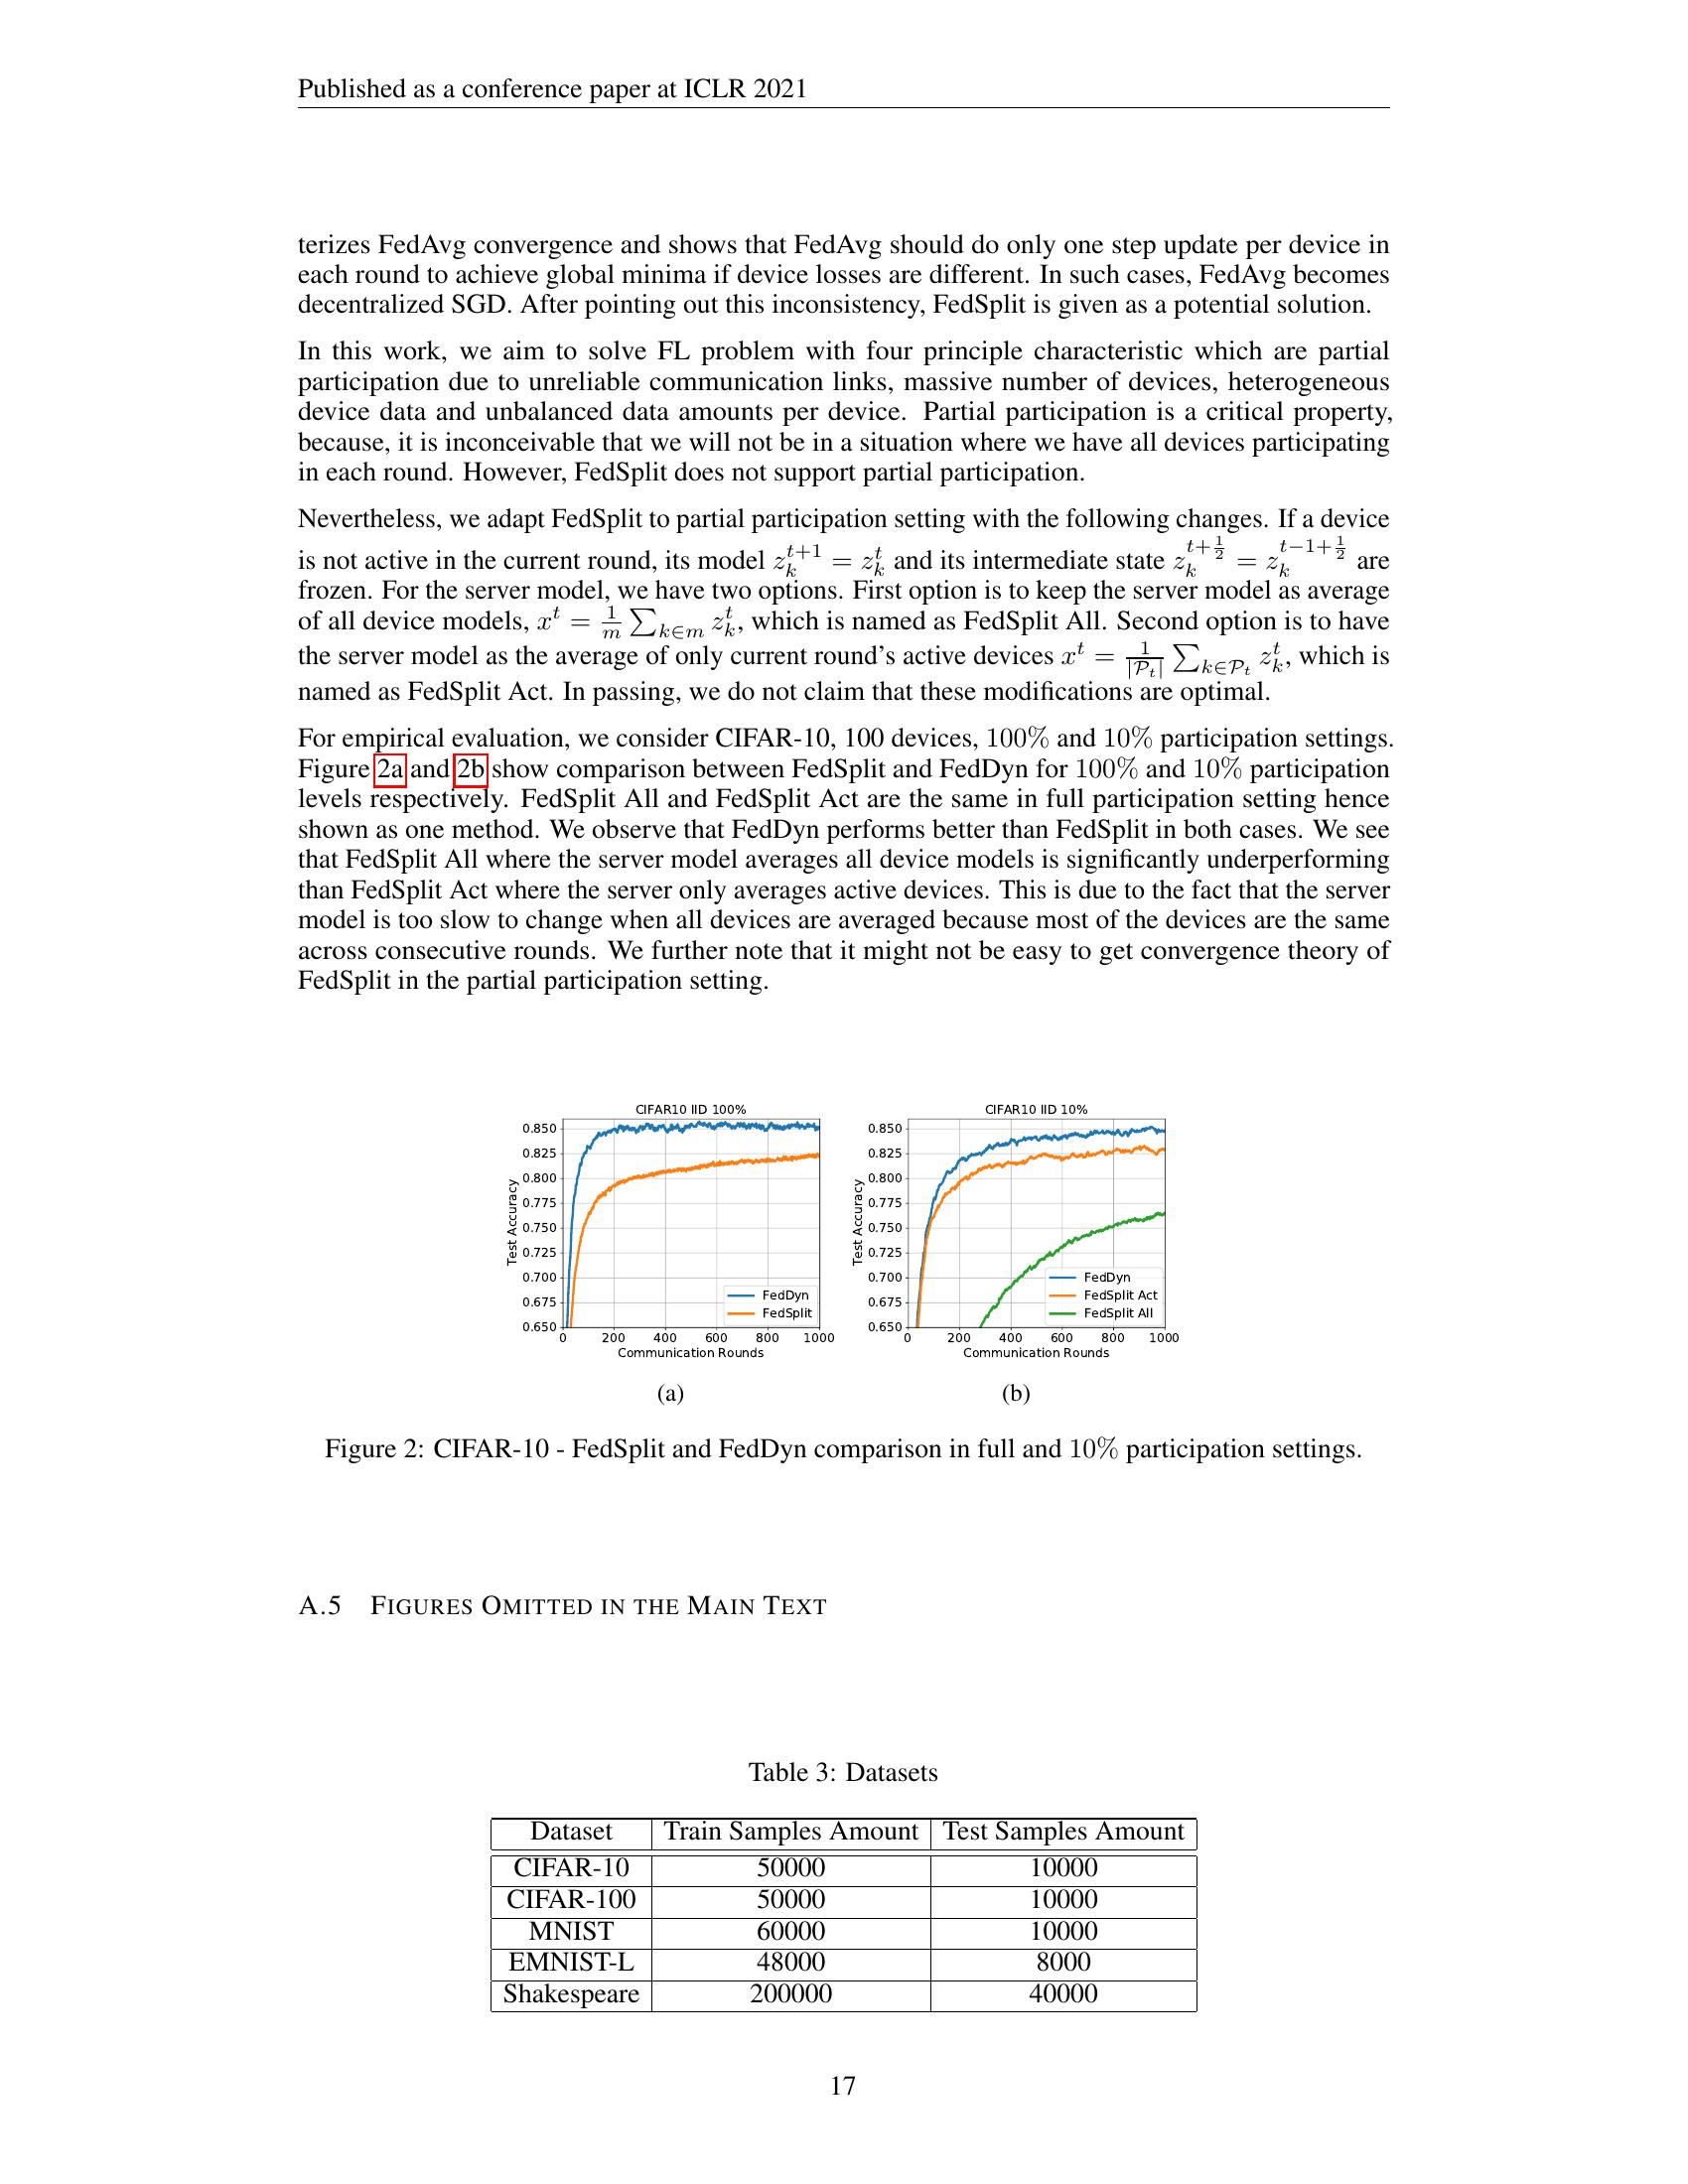 Published as a conference paper at ICLR 2021
terizes FedAvg convergence and shows that FedAvg should do only one step update per device in
each round to achieve global minima if device losses are different. In such cases, FedAvg becomes
decentralized SGD. After pointing out this inconsistency, FedSplit is given as a potential solution.
In this work, we aim to solve FL problem with four principle characteristic which are partial
participation due to unreliable communication links, massive number of devices, heterogeneous
device data and unbalanced data amounts per device. Partial participation is a critical property,
because, it is inconceivable that we will not be in a situation where we have all devices participating
in each round. However, FedSplit does not support partial participation.
Nevertheless, we adapt FedSplit to partial participation setting with the following changes. If a device
is not active in the current round, its model $z_k^{t+1} = z_k^t$ and its intermediate state $z_k^{t+\frac{1}{2}} = z_k^{t-1+\frac{1}{2}}$ are
frozen. For the server model, we have two options. First option is to keep the server model as average
of all device models, $x^t = \frac{1}{m} \sum_{k \in m} z_k^t$, which is named as FedSplit All. Second option is to have
the server model as the average of only current round's active devices $x^t = \frac{1}{|\mathcal{P}_t|} \sum_{k \in \mathcal{P}_t} z_k^t$, which is
named as FedSplit Act. In passing, we do not claim that these modifications are optimal.
For empirical evaluation, we consider CIFAR-10, 100 devices, 100% and 10% participation settings.
Figure 2a and 2b show comparison between FedSplit and FedDyn for 100% and 10% participation
levels respectively. FedSplit All and FedSplit Act are the same in full participation setting hence
shown as one method. We observe that FedDyn performs better than FedSplit in both cases. We see
that FedSplit All where the server model averages all device models is significantly underperforming
than FedSplit Act where the server only averages active devices. This is due to the fact that the server
model is too slow to change when all devices are averaged because most of the devices are the same
across consecutive rounds. We further note that it might not be easy to get convergence theory of
FedSplit in the partial participation setting.
CIFAR10 IID 100%
0.850
0.825
0.800
0.775
0.750
0.725
0.700
0.675
0.650
Test Accuracy
FedDyn
FedSplit
0 200 400 600 800 1000
Communication Rounds
(a)
CIFAR10 IID 10%
0.850
0.825
0.800
0.775
0.750
0.725
0.700
0.675
0.650
Test Accuracy
FedDyn
FedSplit Act
FedSplit All
0 200 400 600 800 1000
Communication Rounds
(b)
Figure 2: CIFAR-10 - FedSplit and FedDyn comparison in full and 10% participation settings.
A.5 FIGURES OMITTED IN THE MAIN TEXT
Table 3: Datasets
Dataset Train Samples Amount Test Samples Amount
CIFAR-10 50000 10000
CIFAR-100 50000 10000
MNIST 60000 10000
EMNIST-L 48000 8000
Shakespeare 200000 40000
17